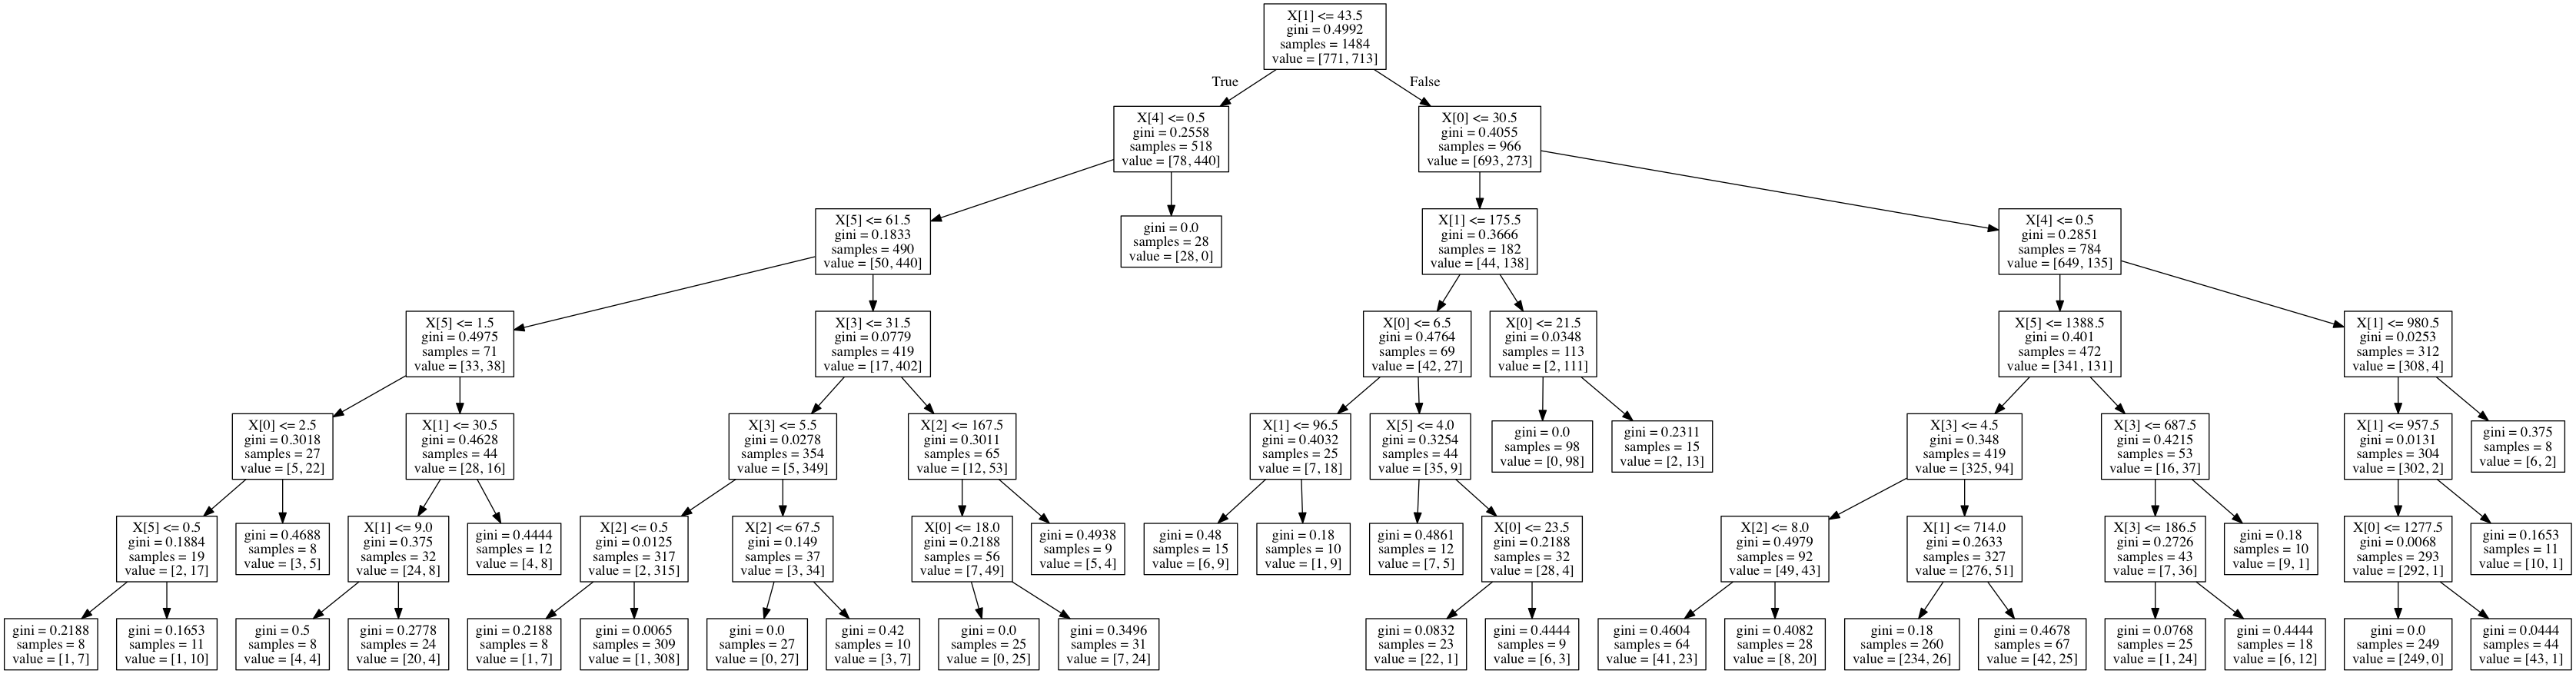 X[1] <= 43.5
gini = 0.4992
samples = 1484
value = [771, 713]
True
False
X[4] <= 0.5
gini = 0.2558
samples = 518
value = [78, 440]
X[0] <= 30.5
gini = 0.4055
samples = 966
value = [693, 273]
X[5] <= 61.5
gini = 0.1833
samples = 490
value = [50, 440]
gini = 0.0
samples = 28
value = [28, 0]
X[1] <= 175.5
gini = 0.3666
samples = 182
value = [44, 138]
X[4] <= 0.5
gini = 0.2851
samples = 784
value = [649, 135]
X[5] <= 1.5
gini = 0.4975
samples = 71
value = [33, 38]
X[3] <= 31.5
gini = 0.0779
samples = 419
value = [17, 402]
X[0] <= 6.5
gini = 0.4764
samples = 69
value = [42, 27]
X[0] <= 21.5
gini = 0.0348
samples = 113
value = [2, 111]
X[5] <= 1388.5
gini = 0.401
samples = 472
value = [341, 131]
X[1] <= 980.5
gini = 0.0253
samples = 312
value = [308, 4]
X[0] <= 2.5
gini = 0.3018
samples = 27
value = [5, 22]
X[1] <= 30.5
gini = 0.4628
samples = 44
value = [28, 16]
X[3] <= 5.5
gini = 0.0278
samples = 354
value = [5, 349]
X[2] <= 167.5
gini = 0.3011
samples = 65
value = [12, 53]
X[1] <= 96.5
gini = 0.4032
samples = 25
value = [7, 18]
X[5] <= 4.0
gini = 0.3254
samples = 44
value = [35, 9]
gini = 0.0
samples = 98
value = [0, 98]
gini = 0.2311
samples = 15
value = [2, 13]
X[3] <= 4.5
gini = 0.348
samples = 419
value = [325, 94]
X[3] <= 687.5
gini = 0.4215
samples = 53
value = [16, 37]
X[1] <= 957.5
gini = 0.0131
samples = 304
value = [302, 2]
gini = 0.375
samples = 8
value = [6, 2]
X[5] <= 0.5
gini = 0.1884
samples = 19
value = [2, 17]
gini = 0.4688
samples = 8
value = [3, 5]
X[1] <= 9.0
gini = 0.375
samples = 32
value = [24, 8]
gini = 0.4444
samples = 12
value = [4, 8]
X[2] <= 0.5
gini = 0.0125
samples = 317
value = [2, 315]
X[2] <= 67.5
gini = 0.149
samples = 37
value = [3, 34]
X[0] <= 18.0
gini = 0.2188
samples = 56
value = [7, 49]
gini = 0.4938
samples = 9
value = [5, 4]
gini = 0.48
samples = 15
value = [6, 9]
gini = 0.18
samples = 10
value = [1, 9]
gini = 0.4861
samples = 12
value = [7, 5]
X[0] <= 23.5
gini = 0.2188
samples = 32
value = [28, 4]
X[2] <= 8.0
gini = 0.4979
samples = 92
value = [49, 43]
X[1] <= 714.0
gini = 0.2633
samples = 327
value = [276, 51]
X[3] <= 186.5
gini = 0.2726
samples = 43
value = [7, 36]
gini = 0.18
samples = 10
value = [9, 1]
X[0] <= 1277.5
gini = 0.0068
samples = 293
value = [292, 1]
gini = 0.1653
samples = 11
value = [10, 1]
gini = 0.2188
samples = 8
value = [1, 7]
gini = 0.1653
samples = 11
value = [1, 10]
gini = 0.5
samples = 8
value = [4, 4]
gini = 0.2778
samples = 24
value = [20, 4]
gini = 0.2188
samples = 8
value = [1, 7]
gini = 0.0065
samples = 309
value = [1, 308]
gini = 0.0
samples = 27
value = [0, 27]
gini = 0.42
samples = 10
value = [3, 7]
gini = 0.0
samples = 25
value = [0, 25]
gini = 0.3496
samples = 31
value = [7, 24]
gini = 0.0832
samples = 23
value = [22, 1]
gini = 0.4444
samples = 9
value = [6, 3]
gini = 0.4604
samples = 64
value = [41, 23]
gini = 0.4082
samples = 28
value = [8, 20]
gini = 0.18
samples = 260
value = [234, 26]
gini = 0.4678
samples = 67
value = [42, 25]
gini = 0.0768
samples = 25
value = [1, 24]
gini = 0.4444
samples = 18
value = [6, 12]
gini = 0.0
samples = 249
value = [249, 0]
gini = 0.0444
samples = 44
value = [43, 1]